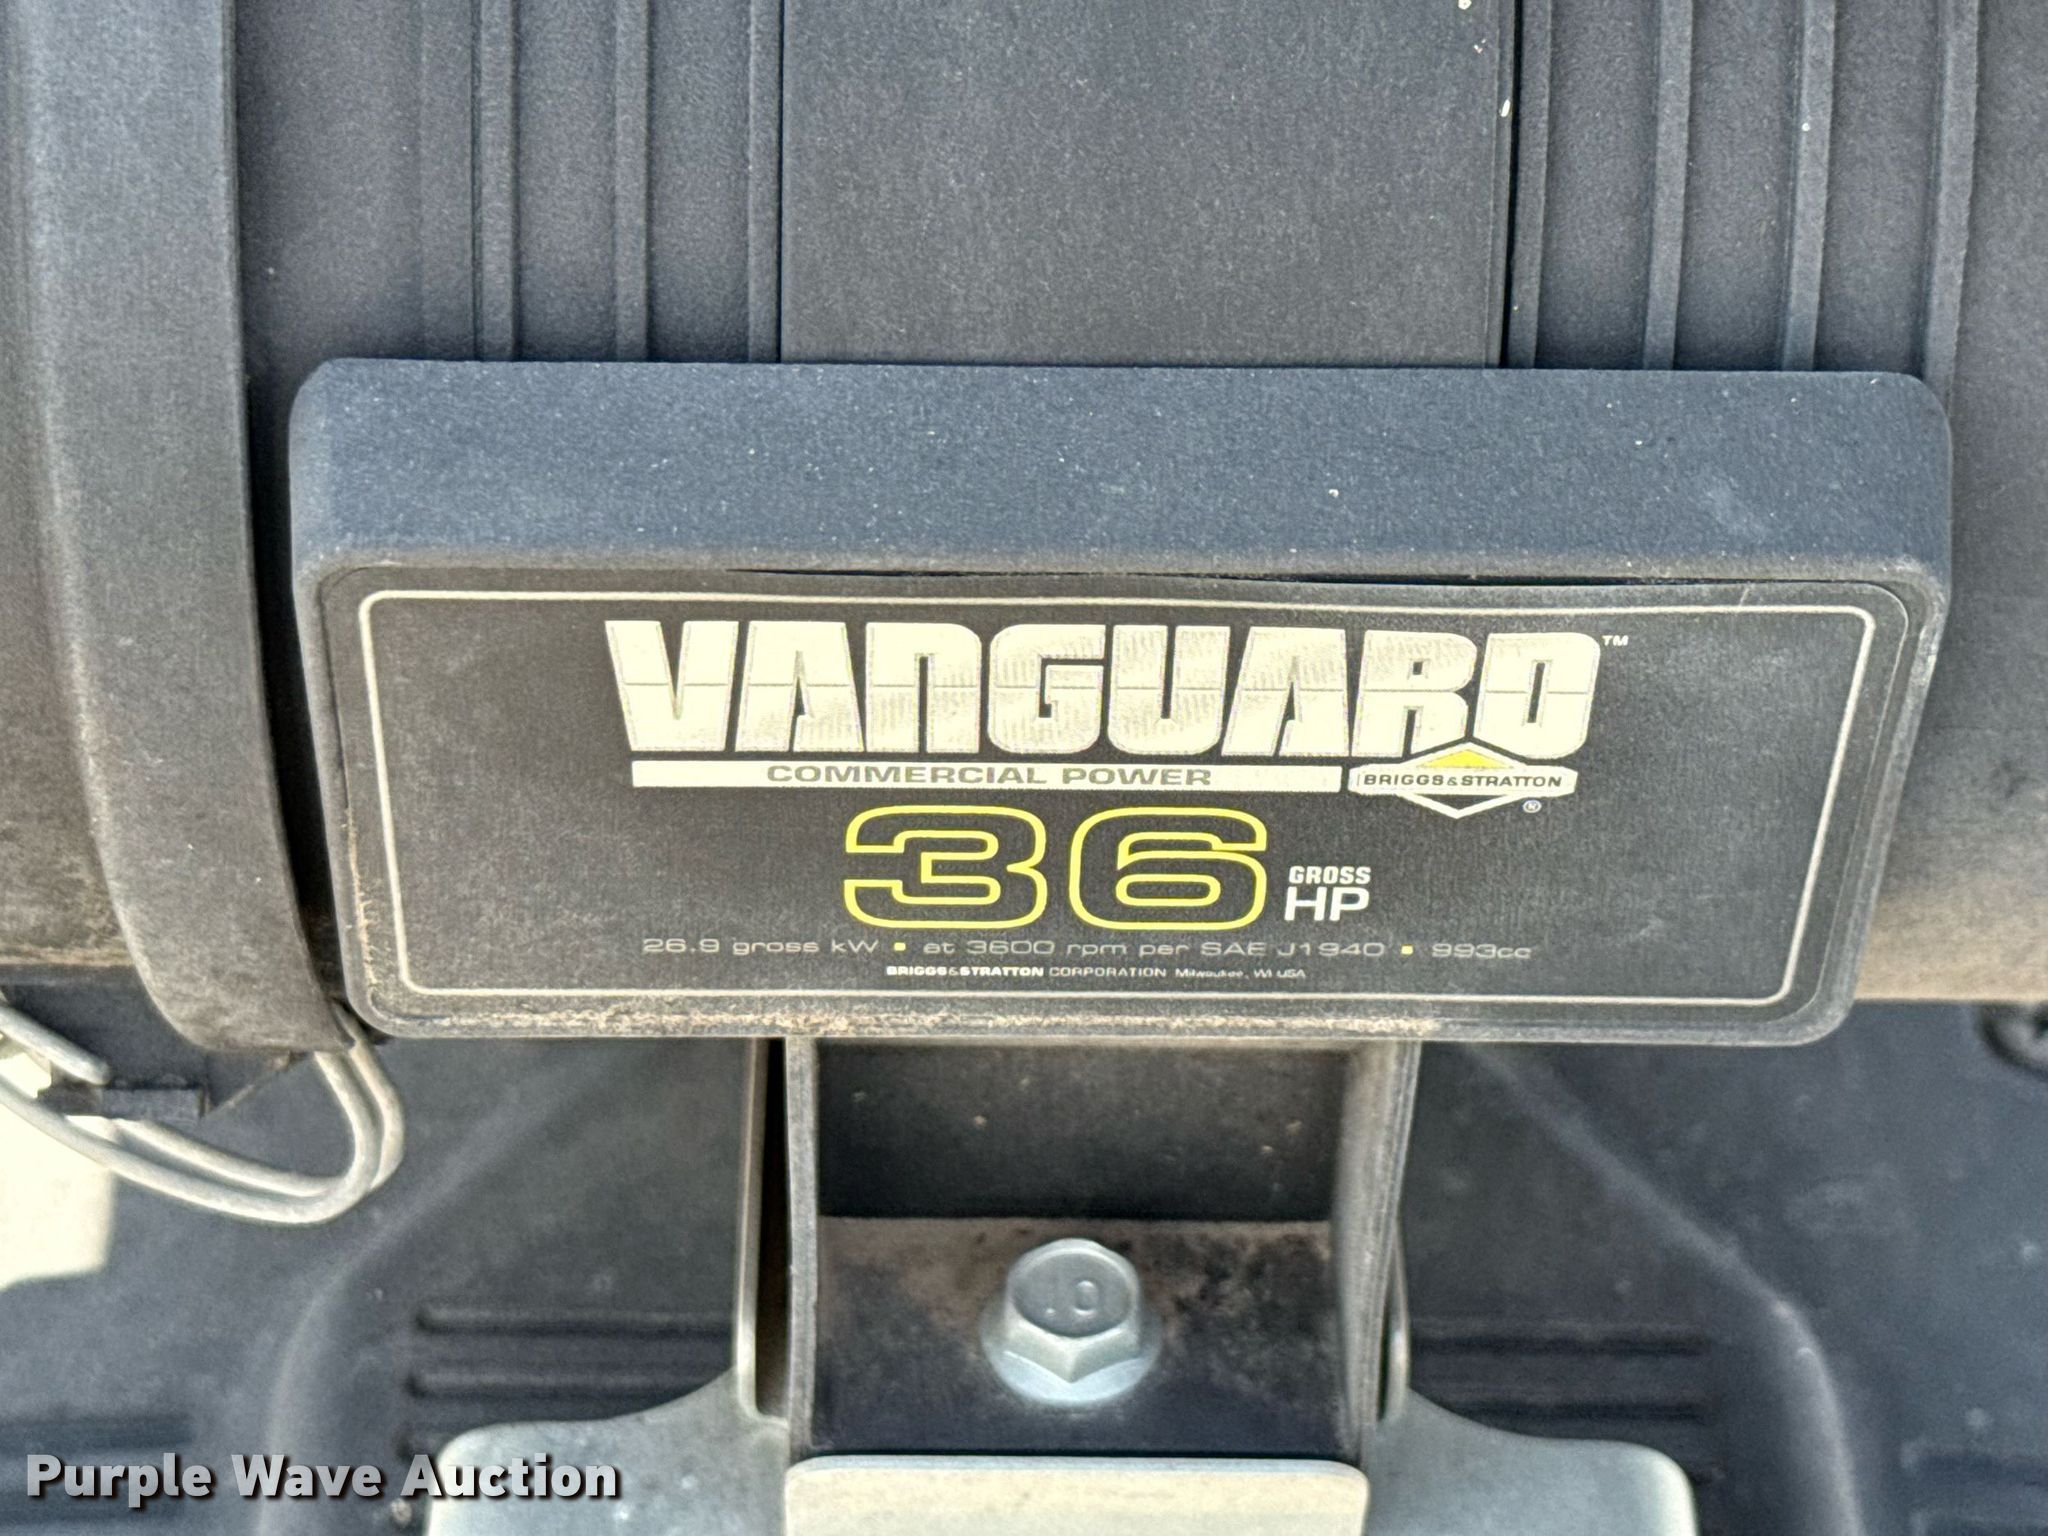 VANGUARD™
COMMERCIAL POWER
BRIGGS&STRATTON®
36 GROSS HP
26.9 gross kW • at 3600 rpm per SAE J1940 • 993cc
BRIGGS&STRATTON CORPORATION Milwaukee, WI USA
Purple Wave Auction